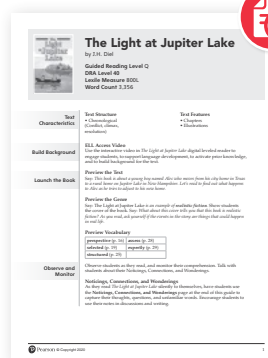 The Light at Jupiter Lake
by J.H. Diel
Guided Reading Level Q
DRA Level 40
Lexile Measure 800L
Word Count 3,356
Text Characteristics
Text Structure
• Chronological
(Conflict, climax,
resolution)
Text Features
• Chapters
• Illustrations
Build Background
ELL Access Video
Use the interactive video in The Light at Jupiter Lake digital leveled reader to
engage students, to support language development, to activate prior knowledge,
and to build background for the text.
Launch the Book
Preview the Text
Say: This book is about a young boy named Alec who moves from his city home in Texas
to a rural home on Jupiter Lake in New Hampshire. Let's read to find out what happens
to Alec as he tries to adjust to his new home.
Preview the Genre
Say: The Light at Jupiter Lake is an example of realistic fiction. Show students
the cover of the book. Say: What about this cover tells you that this book is realistic
fiction? As you read, ask yourself if the events in the story are things that could happen
in real life.
Preview Vocabulary
perspective (p. 16) access (p. 28)
selected (p. 19) expertly (p. 28)
structured (p. 25)
Observe and Monitor
Observe students as they read, and monitor their comprehension. Talk with
students about their Noticings, Connections, and Wonderings.
Noticings, Connections, and Wonderings
As they read The Light at Jupiter Lake silently to themselves, have students use
the Noticings, Connections, and Wonderings page at the end of this guide to
capture their thoughts, questions, and unfamiliar words. Encourage students to
use their notes in discussions and writing.
Pearson © Copyright 2020
1